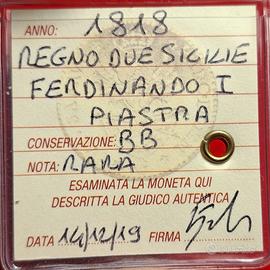 ANNO: 1818
REGNO DUE SICILIE
FERDINANDO I
PIASTRA
CONSERVAZIONE: BB
NOTA: RARA
ESAMINATA LA MONETA QUI
DESCRITTA LA GIUDICO AUTENTICA
DATA 14/12/19 FIRMA